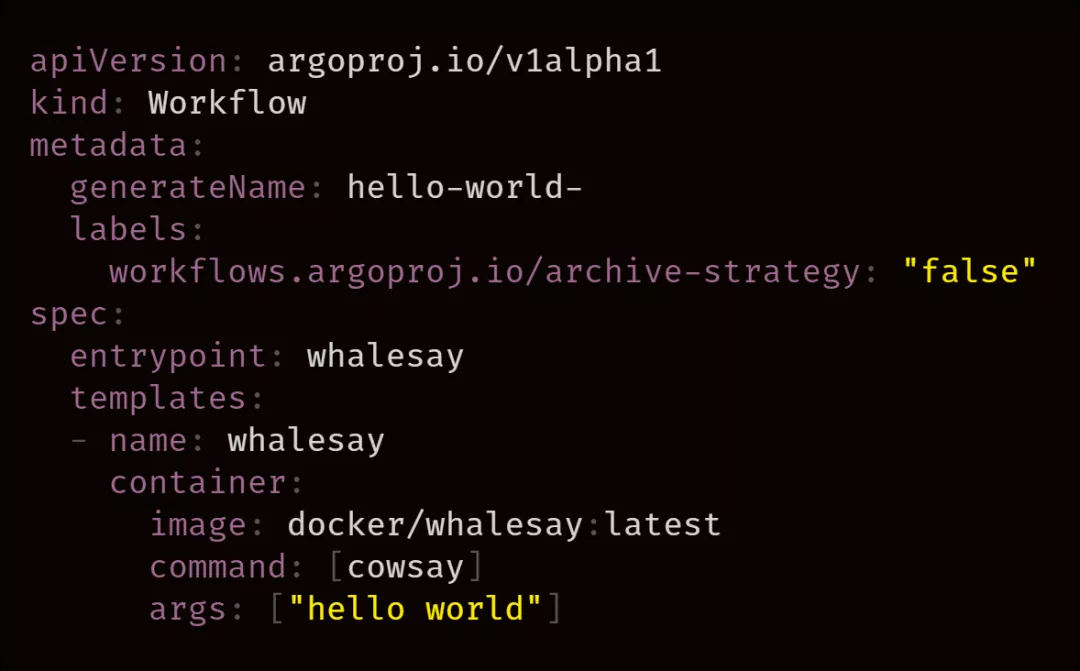 apiVersion: argoproj.io/v1alpha1
kind: Workflow
metadata:
  generateName: hello-world-
  labels:
    workflows.argoproj.io/archive-strategy: "false"
spec:
  entrypoint: whalesay
  templates:
  - name: whalesay
    container:
      image: docker/whalesay:latest
      command: [cowsay]
      args: ["hello world"]